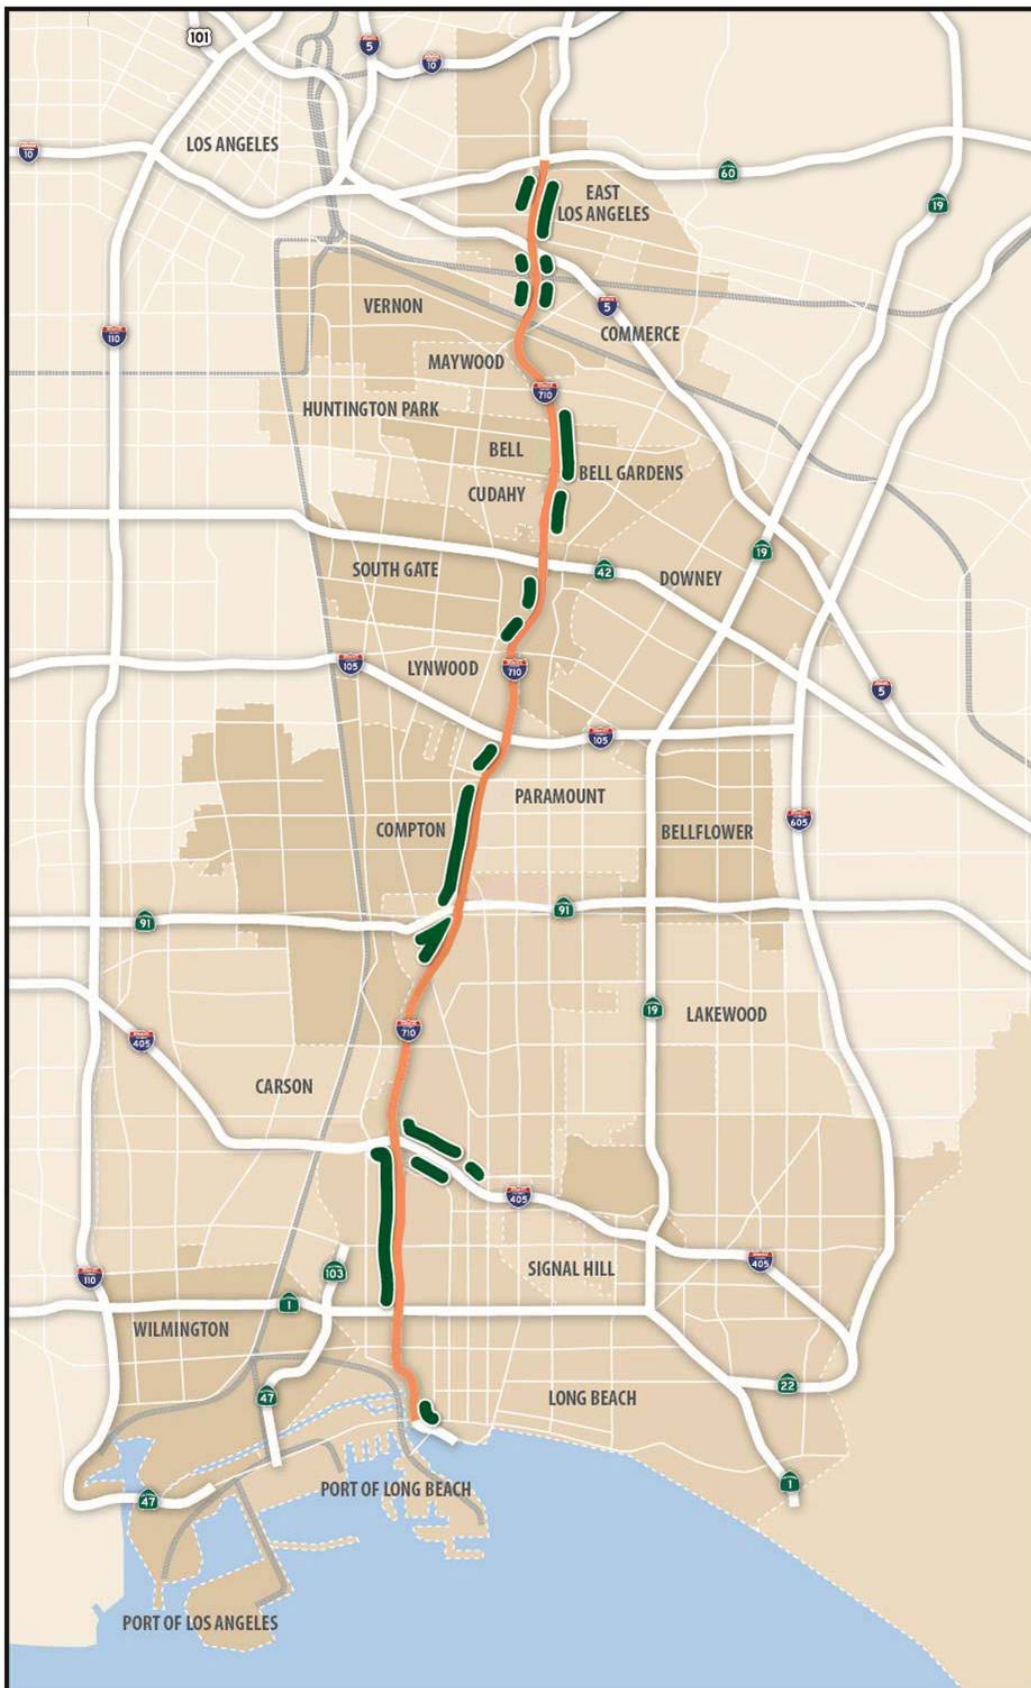 101
5
10
10
LOS ANGELES
60
EAST
LOS ANGELES
19
VERNON
5
110
COMMERCE
MAYWOOD
710
HUNTINGTON PARK
BELL
BELL GARDENS
CUDAHY
19
SOUTH GATE
42
DOWNEY
LYNWOOD
105
710
5
105
PARAMOUNT
COMPTON
BELLFLOWER
605
91
91
19
LAKEWOOD
710
405
CARSON
405
SIGNAL HILL
405
103
110
1
WILMINGTON
22
47
LONG BEACH
1
PORT OF LONG BEACH
47
PORT OF LOS ANGELES